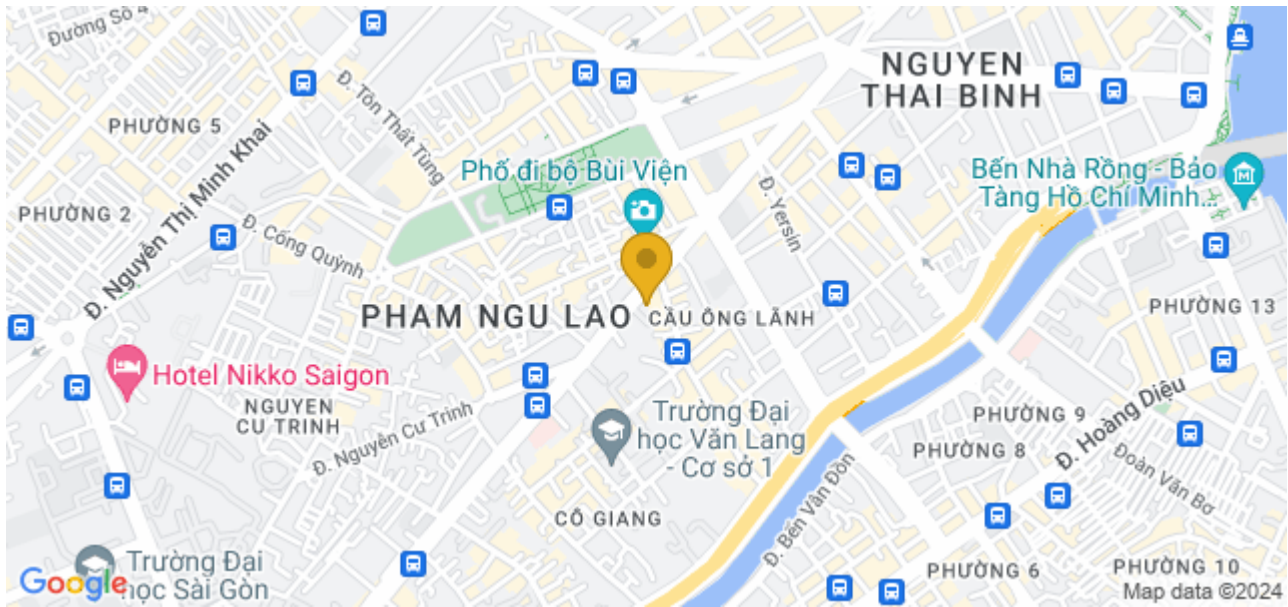 Đường Số 4
PHƯỜNG 5
Đ. Tôn Thất Tùng
NGUYEN
THAI BINH
Đ. Nguyễn Thị Minh Khai
Phố đi bộ Bùi Viện
Đ. Yersin
Bến Nhà Rồng - Bảo
Tàng Hồ Chí Minh...
PHƯỜNG 2
Đ. Cống Quỳnh
PHAM NGU LAO
CẦU ÔNG LÃNH
PHƯỜNG 13
Hotel Nikko Saigon
NGUYEN
CU TRINH
Đ. Nguyễn Cư Trinh
Trường Đại
học Văn Lang
- Cơ sở 1
PHƯỜNG 9
Đ. Hoàng Diệu
PHƯỜNG 8
Đoàn Văn Bơ
CÔ GIANG
Đ. Bến Vân Đồn
Trường Đại
học Sài Gòn
PHƯỜNG 6
PHƯỜNG 10
Google
Map data ©2024